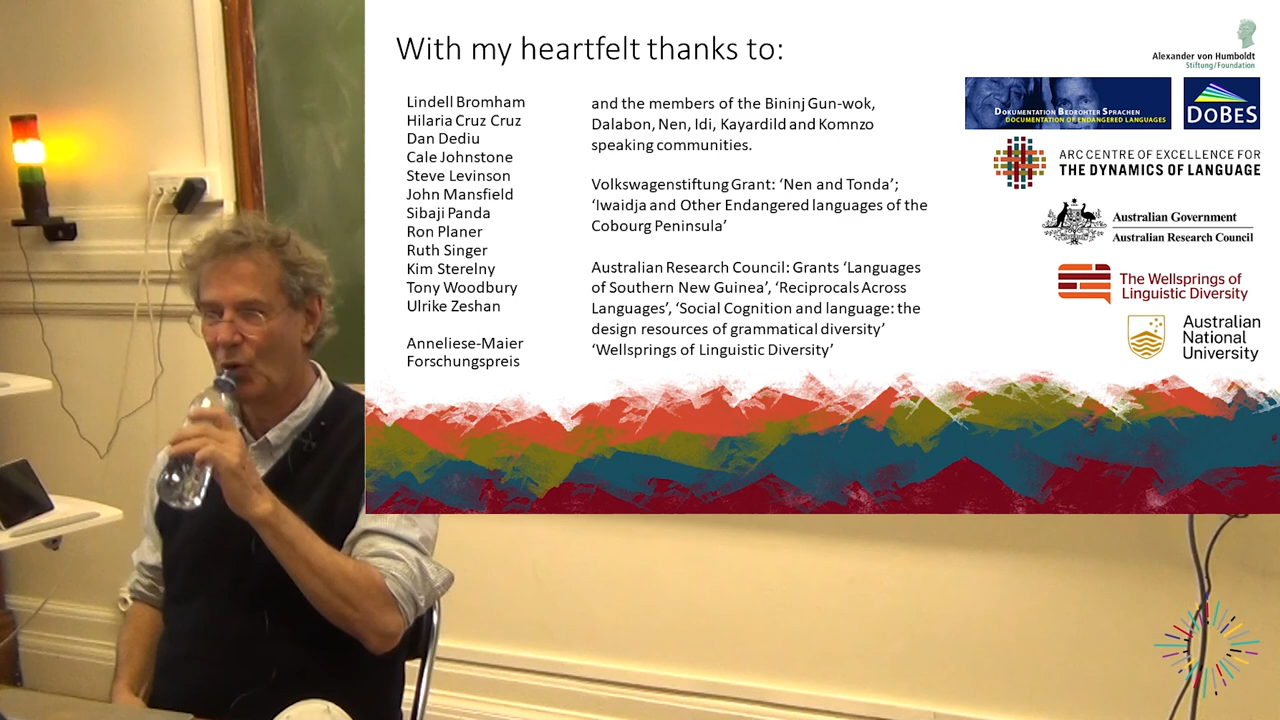 With my heartfelt thanks to:
Lindell Bromham
Hilaria Cruz Cruz
Dan Dediu
Cale Johnstone
Steve Levinson
John Mansfield
Sibaji Panda
Ron Planer
Ruth Singer
Kim Sterelny
Tony Woodbury
Ulrike Zeshan
Anneliese-Maier
Forschungspreis
and the members of the Bininj Gun-wok,
Dalabon, Nen, Idi, Kayardild and Komnzo
speaking communities.
Volkswagenstiftung Grant: ‘Nen and Tonda’;
‘Iwaidja and Other Endangered languages of the
Cobourg Peninsula’
Australian Research Council: Grants ‘Languages
of Southern New Guinea’, ‘Reciprocals Across
Languages’, ‘Social Cognition and language: the
design resources of grammatical diversity’
‘Wellsprings of Linguistic Diversity’
Alexander von Humboldt
Stiftung/Foundation
DOKUMENTATION BEDROHTER SPRACHEN
DOCUMENTATION OF ENDANGERED LANGUAGES
DOBES
ARC CENTRE OF EXCELLENCE FOR
THE DYNAMICS OF LANGUAGE
Australian Government
Australian Research Council
The Wellsprings of
Linguistic Diversity
Australian
National
University